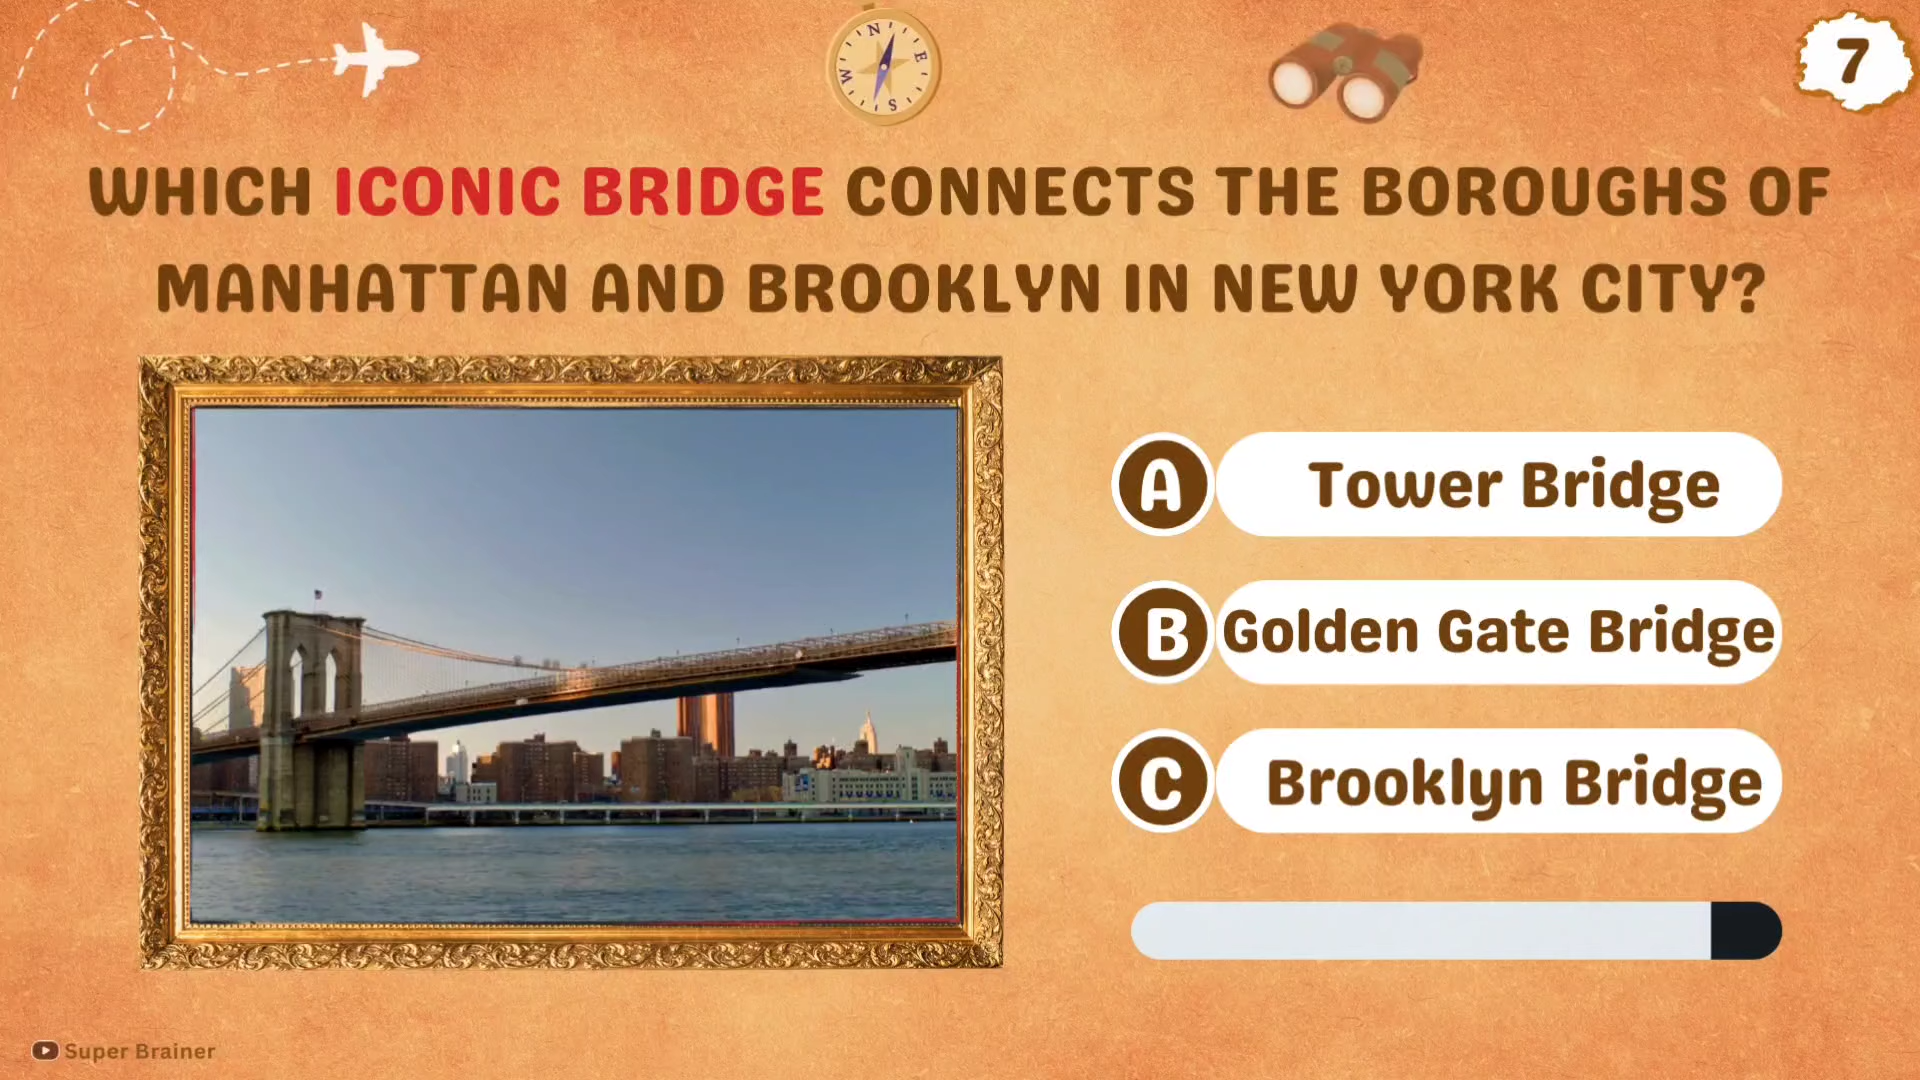 N
E
S
W
7
WHICH ICONIC BRIDGE CONNECTS THE BOROUGHS OF
MANHATTAN AND BROOKLYN IN NEW YORK CITY?
A Tower Bridge
B Golden Gate Bridge
C Brooklyn Bridge
Super Brainer